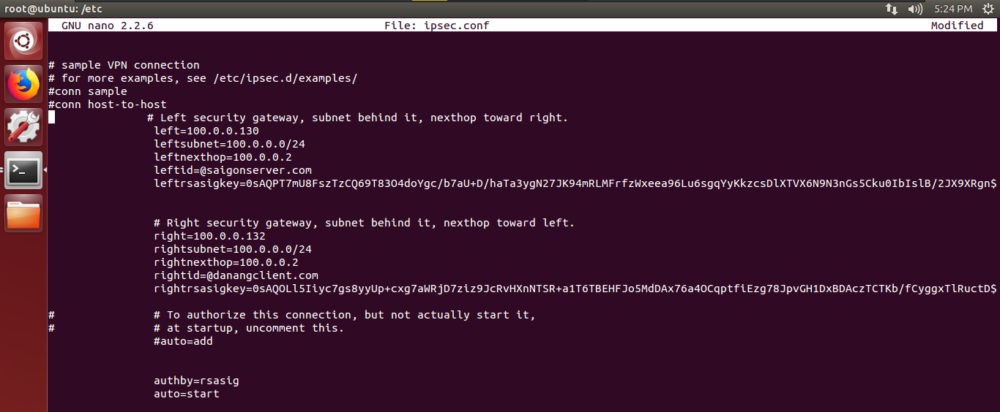 root@ubuntu: /etc
5:24 PM
GNU nano 2.2.6 File: ipsec.conf Modified
# sample VPN connection
# for more examples, see /etc/ipsec.d/examples/
#conn sample
#conn host-to-host
# Left security gateway, subnet behind it, nexthop toward right.
left=100.0.0.130
leftsubnet=100.0.0.0/24
leftnexthop=100.0.0.2
leftid=@saigonserver.com
leftrsasigkey=0sAQPT7mU8FszTzCQ69T83O4doYgc/b7aU+D/haTa3ygN27JK94mRLMFrfzWxeea96Lu6sgqYyKkzcsDlXTVX6N9N3nGs5Cku0IbIslB/2JX9XRgn$
# Right security gateway, subnet behind it, nexthop toward left.
right=100.0.0.132
rightsubnet=100.0.0.0/24
rightnexthop=100.0.0.2
rightid=@danangclient.com
rightrsasigkey=0sAQOLl5Iiyc7gs8yyUp+cxg7aWRjD7ziz9JcRvHXnNTSR+a1T6TBEHFJo5MdDAx76a4OCqptfiEzg78JpvGH1DxBDAczTCTKb/fCyggxTlRuctD$
# # To authorize this connection, but not actually start it,
# # at startup, uncomment this.
#auto=add
authby=rsasig
auto=start